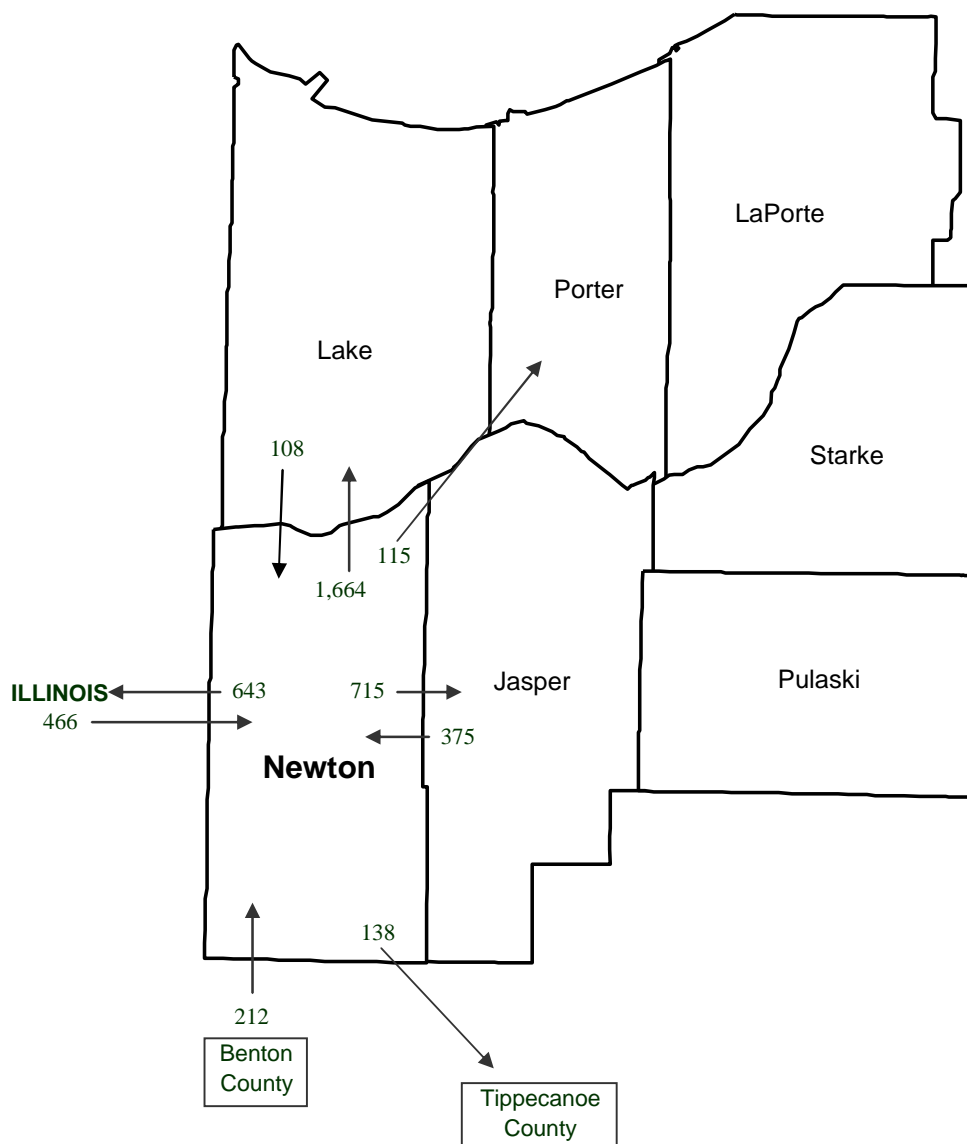 LaPorte
Porter
Lake
108
Starke
115
1,664
ILLINOIS
643
715
Jasper
Pulaski
466
375
Newton
138
212
Benton
County
Tippecanoe
County